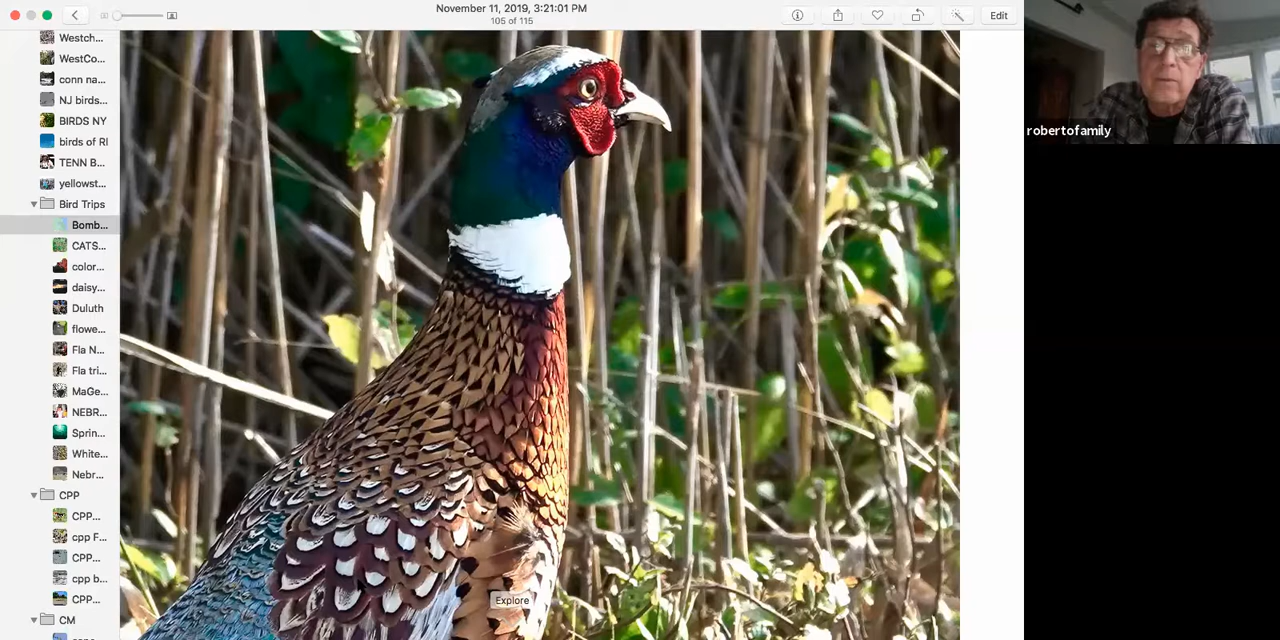 November 11, 2019, 3:21:01 PM
105 of 115
Edit
Westch...
WestCo...
conn na...
NJ birds...
BIRDS NY
birds of RI
TENN B...
yellowst...
Bird Trips
Bomb...
CATS...
color...
daisy...
Duluth
flowe...
Fla N...
Fla tri...
MaGe...
NEBR...
Sprin...
White...
Nebr...
CPP
CPP...
cpp F...
CPP...
cpp b...
CPP...
CM
Explore
robertofamily